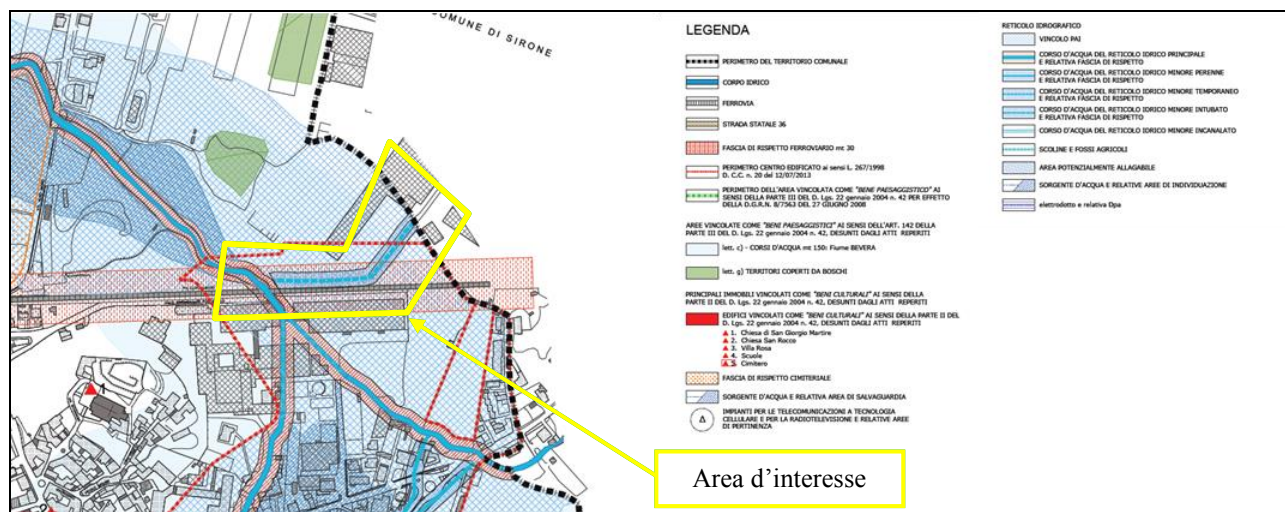 COMUNE DI SIRONE
1
Area d'interesse
LEGENDA
PERIMETRO DEL TERRITORIO COMUNALE
CORPO IDRICO
FERROVIA
STRADA STATALE 36
FASCIA DI RISPETTO FERROVIARIO mt 30
PERIMETRO CENTRO EDIFICATO ai sensi L. 267/1998
D. C.C. n. 20 del 12/07/2013
PERIMETRO DELL'AREA VINCOLATA COME "BENE PAESAGGISTICO" AI
SENSI DELLA PARTE III DEL D. Lgs. 22 gennaio 2004 n. 42 PER EFFETTO
DELLA D.G.R.N. 8/7563 DEL 27 GIUGNO 2008
AREE VINCOLATE COME "BENI PAESAGGISTICI" AI SENSI DELL'ART. 142 DELLA
PARTE III DEL D. Lgs. 22 gennaio 2004 n. 42, DESUNTI DAGLI ATTI REPERITI
lett. c) - CORSI D'ACQUA mt 150: Fiume BEVERA
lett. g) TERRITORI COPERTI DA BOSCHI
PRINCIPALI IMMOBILI VINCOLATI COME "BENI CULTURALI" AI SENSI DELLA
PARTE II DEL D. Lgs. 22 gennaio 2004 n. 42, DESUNTI DAGLI ATTI REPERITI
EDIFICI VINCOLATI COME "BENI CULTURALI" AI SENSI DELLA PARTE II DEL
D. Lgs. 22 gennaio 2004 n. 42, DESUNTI DAGLI ATTI REPERITI
1. Chiesa di San Giorgio Martire
2. Chiesa San Rocco
3. Villa Rosa
4. Scuole
5. Cimitero
FASCIA DI RISPETTO CIMITERIALE
SORGENTE D'ACQUA E RELATIVA AREA DI SALVAGUARDIA
IMPIANTI PER LE TELECOMUNICAZIONI A TECNOLOGIA
CELLULARE E PER LA RADIOTELEVISIONE E RELATIVE AREE
DI PERTINENZA
RETICOLO IDROGRAFICO
VINCOLO PAI
CORSO D'ACQUA DEL RETICOLO IDRICO PRINCIPALE
E RELATIVA FASCIA DI RISPETTO
CORSO D'ACQUA DEL RETICOLO IDRICO MINORE PERENNE
E RELATIVA FASCIA DI RISPETTO
CORSO D'ACQUA DEL RETICOLO IDRICO MINORE TEMPORANEO
E RELATIVA FASCIA DI RISPETTO
CORSO D'ACQUA DEL RETICOLO IDRICO MINORE INTUBATO
E RELATIVA FASCIA DI RISPETTO
CORSO D'ACQUA DEL RETICOLO IDRICO MINORE INCANALATO
SCOLINE E FOSSI AGRICOLI
AREA POTENZIALMENTE ALLAGABILE
SORGENTE D'ACQUA E RELATIVE AREE DI INDIVIDUAZIONE
elettrodotto e relativa Dpa